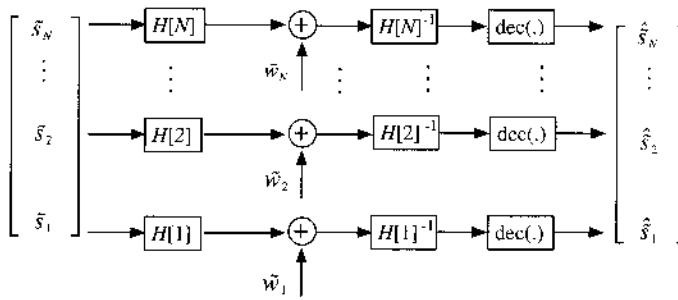 s̃_N H[N] + H[N]⁻¹ dec(.) ŝ̃_N
w̃_N
⋮ ⋮ ⋮ ⋮ ⋮ ⋮
s̃_2 H[2] + H[2]⁻¹ dec(.) ŝ̃_2
w̃_2
s̃_1 H[1] + H[1]⁻¹ dec(.) ŝ̃_1
w̃_1